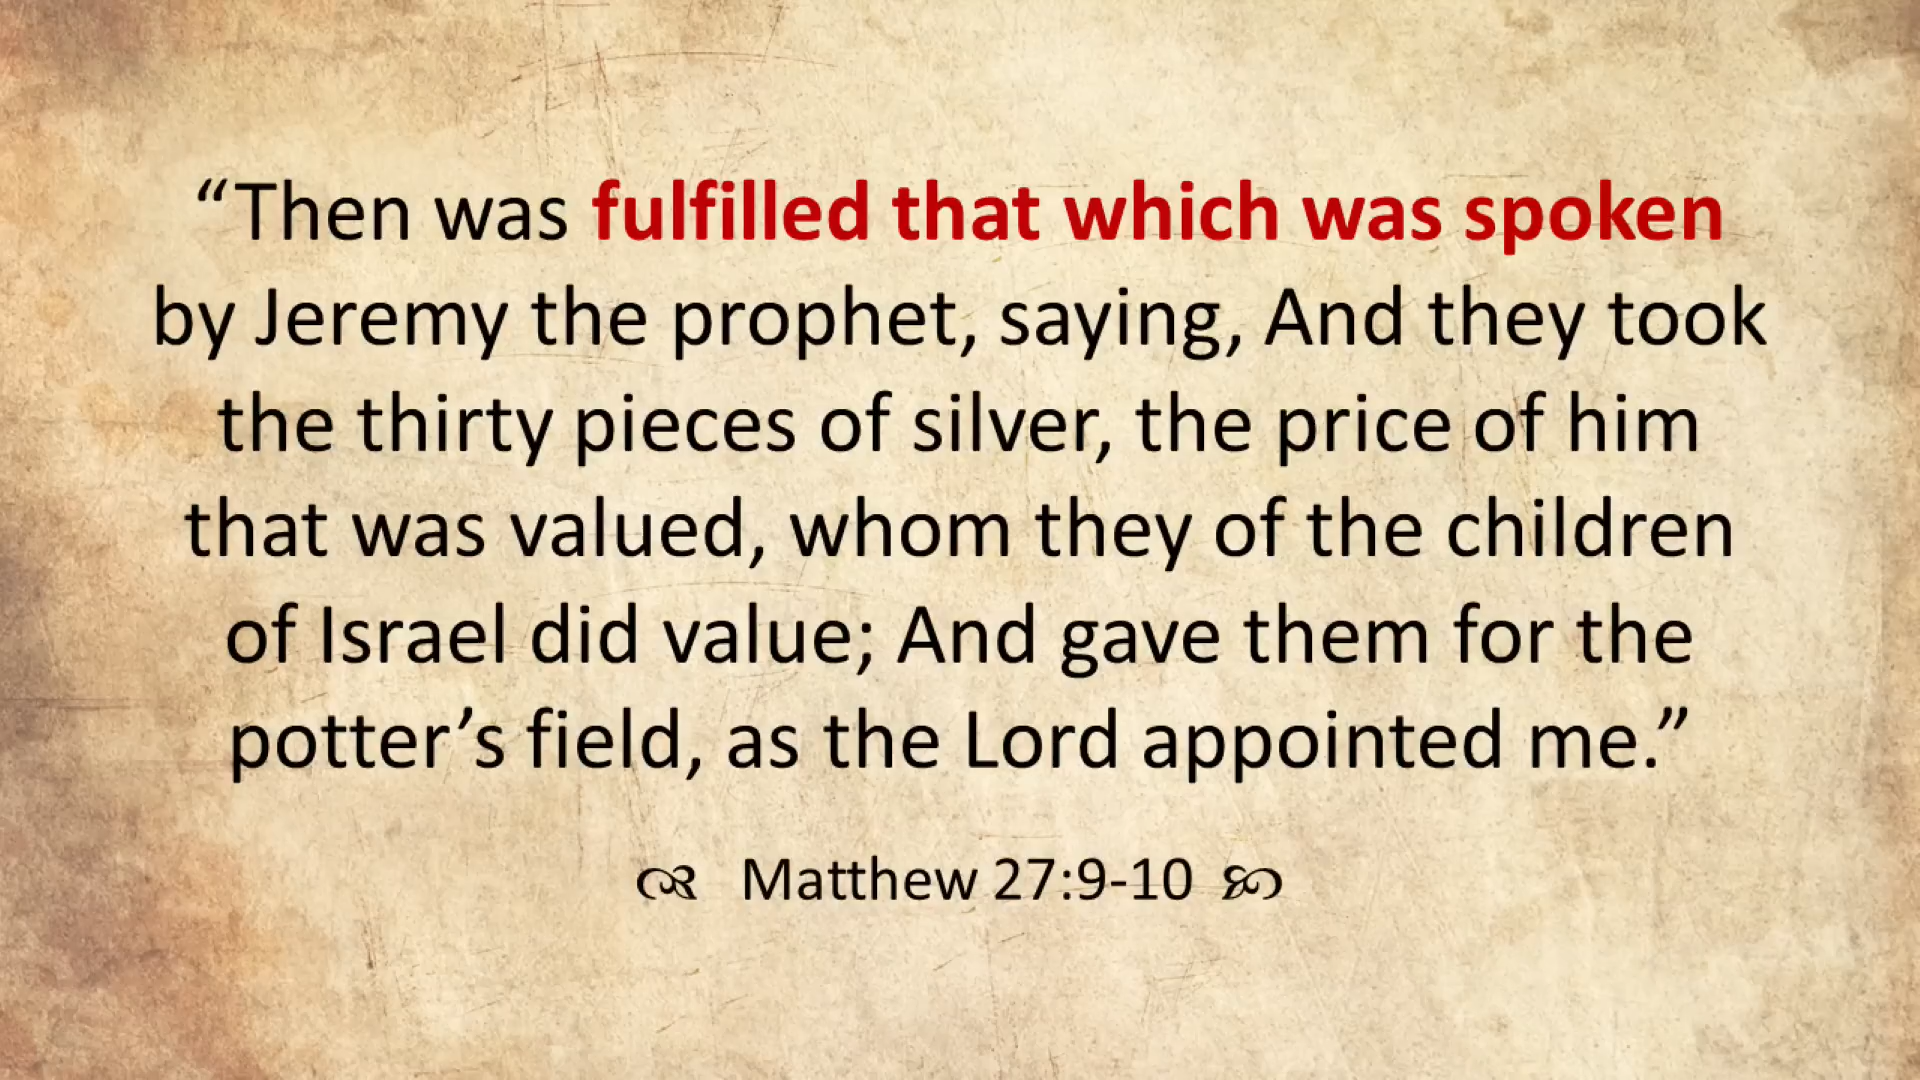 “Then was fulfilled that which was spoken
by Jeremy the prophet, saying, And they took
the thirty pieces of silver, the price of him
that was valued, whom they of the children
of Israel did value; And gave them for the
potter’s field, as the Lord appointed me.”
Matthew 27:9-10